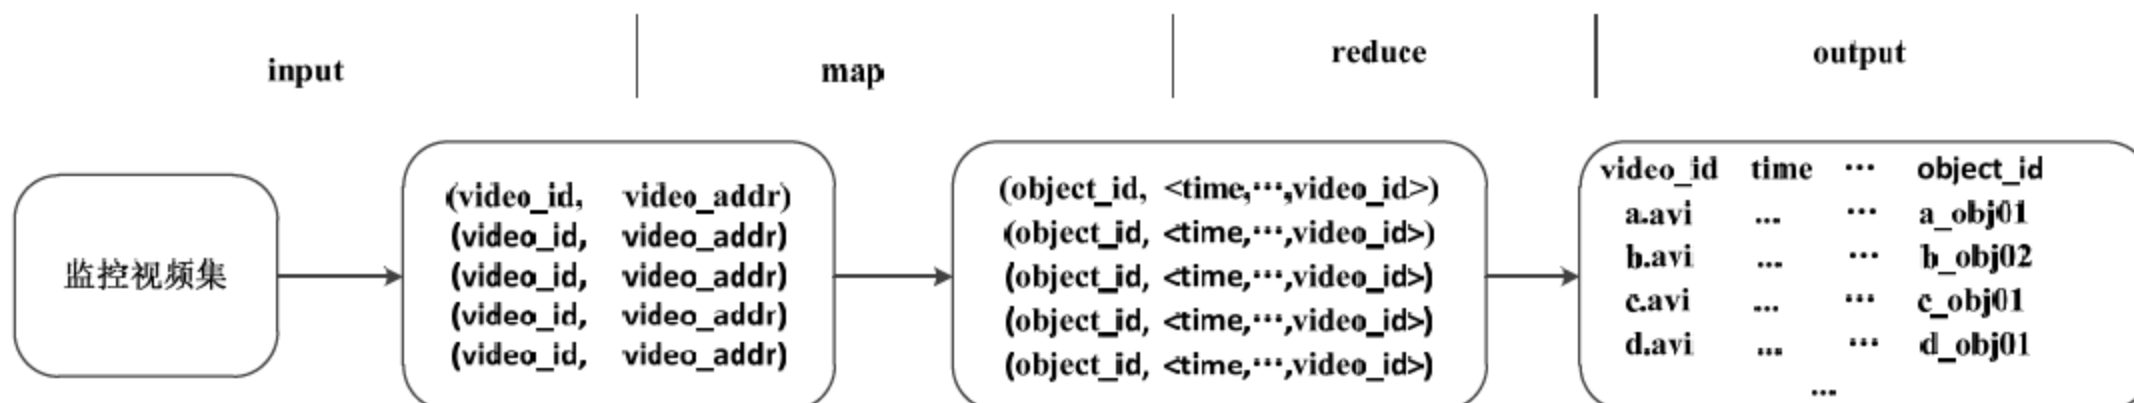 input map reduce output
监控视频集
(video_id, video_addr)
(video_id, video_addr)
(video_id, video_addr)
(video_id, video_addr)
(video_id, video_addr)
(object_id, <time,···,video_id>)
(object_id, <time,···,video_id>)
(object_id, <time,···,video_id>)
(object_id, <time,···,video_id>)
(object_id, <time,···,video_id>)
video_id time ··· object_id
a.avi ... ··· a_obj01
b.avi ... ··· b_obj02
c.avi ... ··· c_obj01
d.avi ... ··· d_obj01
...